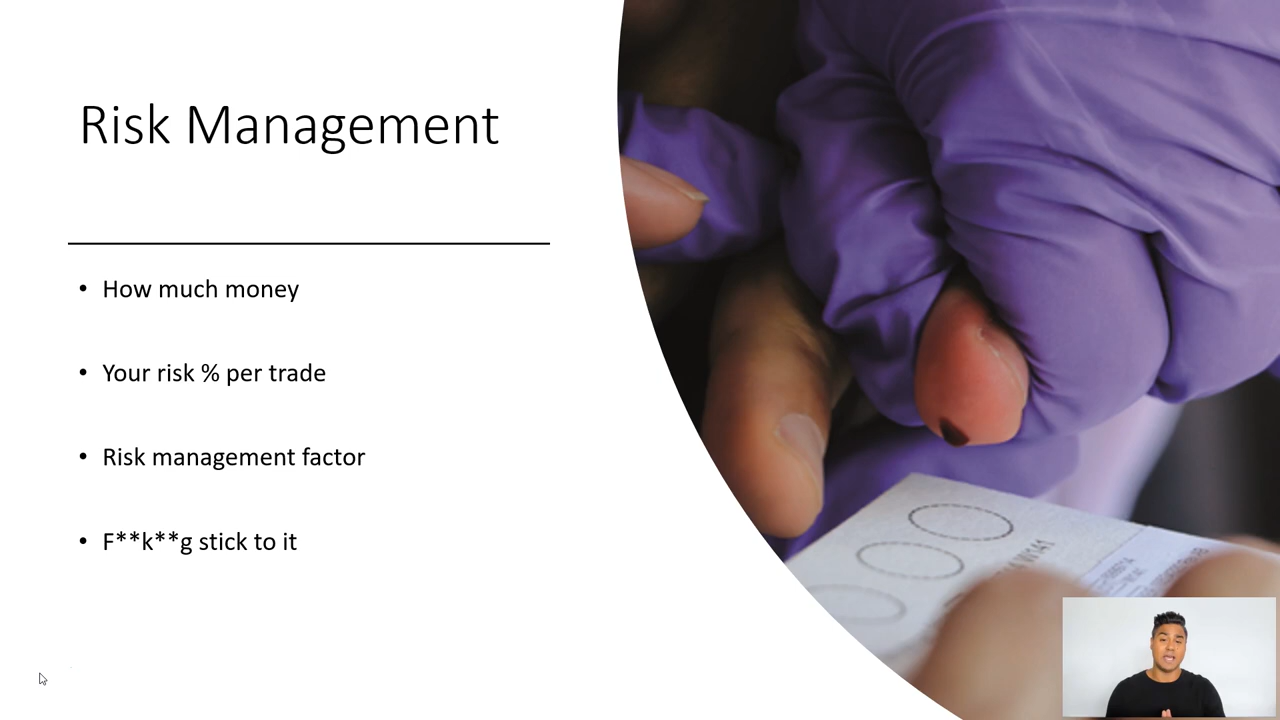 Risk Management
• How much money
• Your risk % per trade
• Risk management factor
• F**k**g stick to it